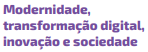 Modernidade,
transformação digital,
inovação e sociedade